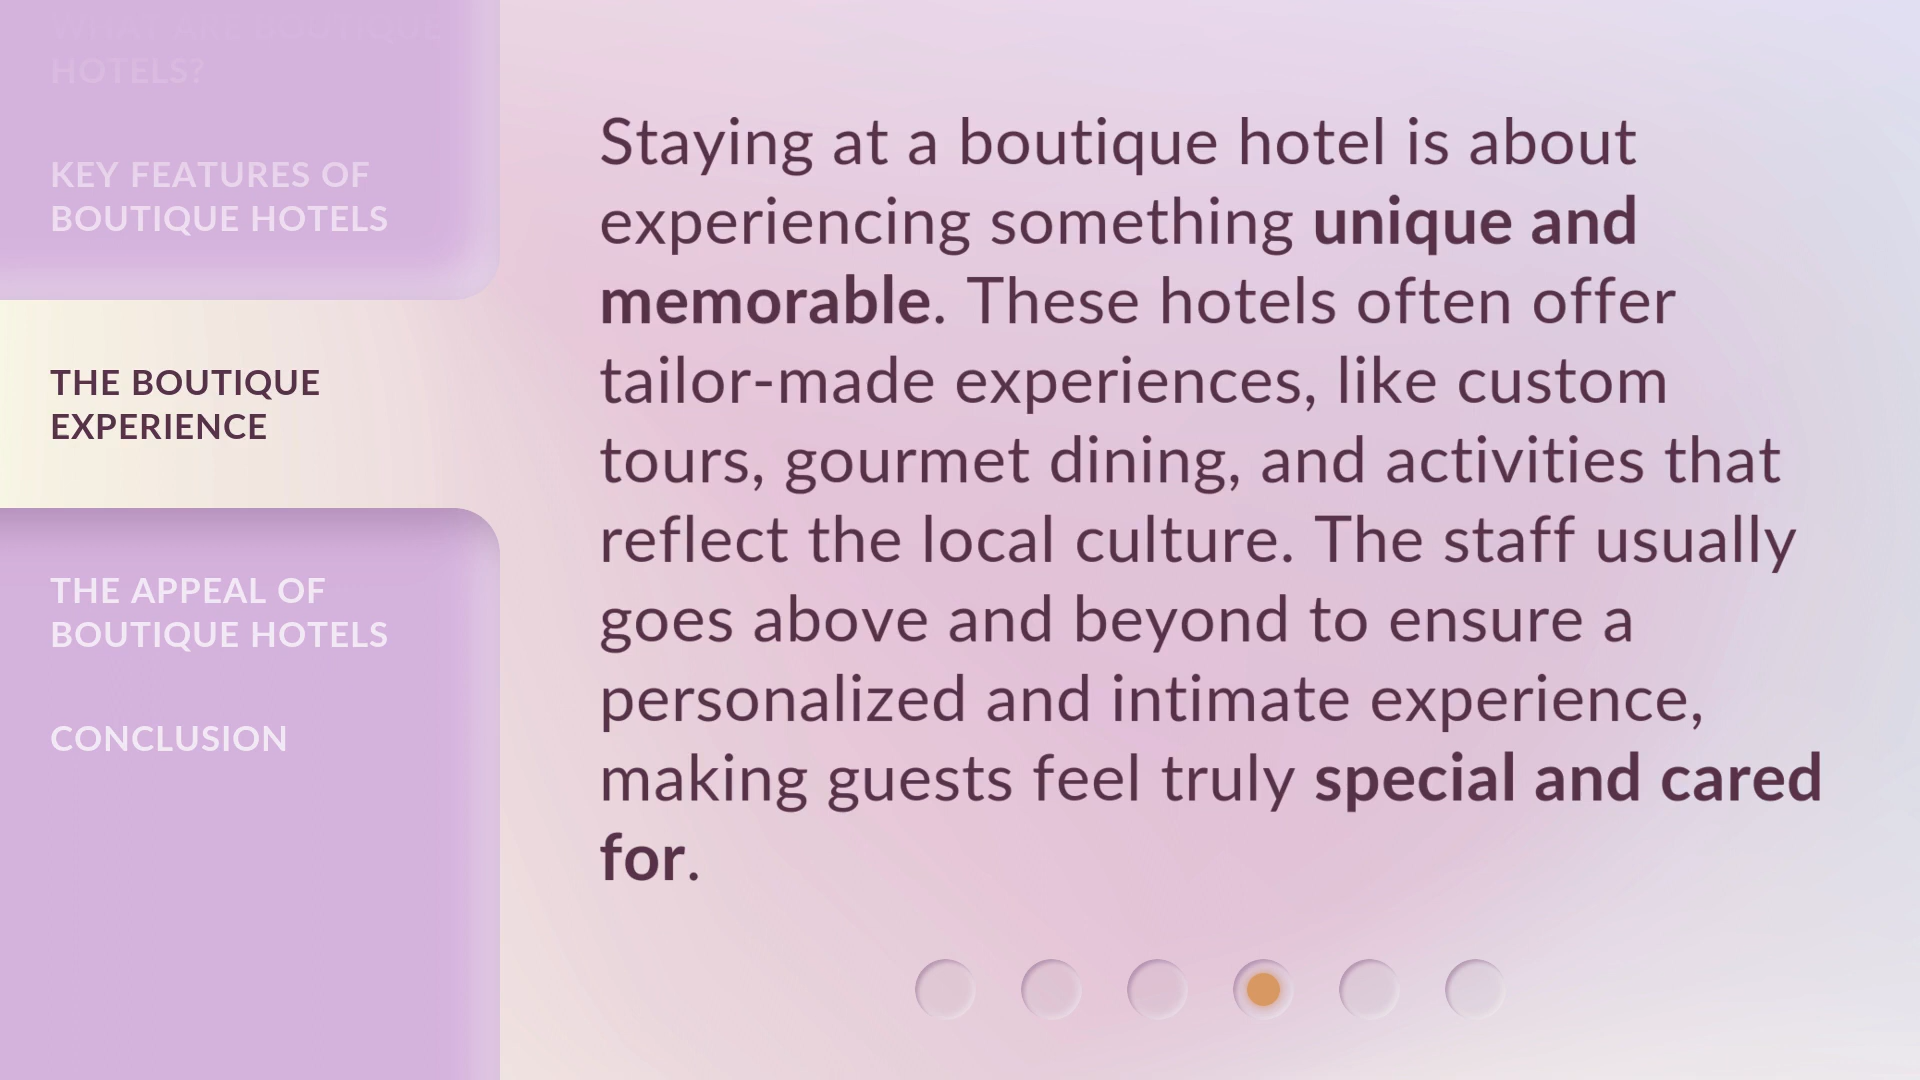 WHAT ARE BOUTIQUE
HOTELS?
KEY FEATURES OF
BOUTIQUE HOTELS
THE BOUTIQUE
EXPERIENCE
THE APPEAL OF
BOUTIQUE HOTELS
CONCLUSION
Staying at a boutique hotel is about
experiencing something unique and
memorable. These hotels often offer
tailor-made experiences, like custom
tours, gourmet dining, and activities that
reflect the local culture. The staff usually
goes above and beyond to ensure a
personalized and intimate experience,
making guests feel truly special and cared
for.